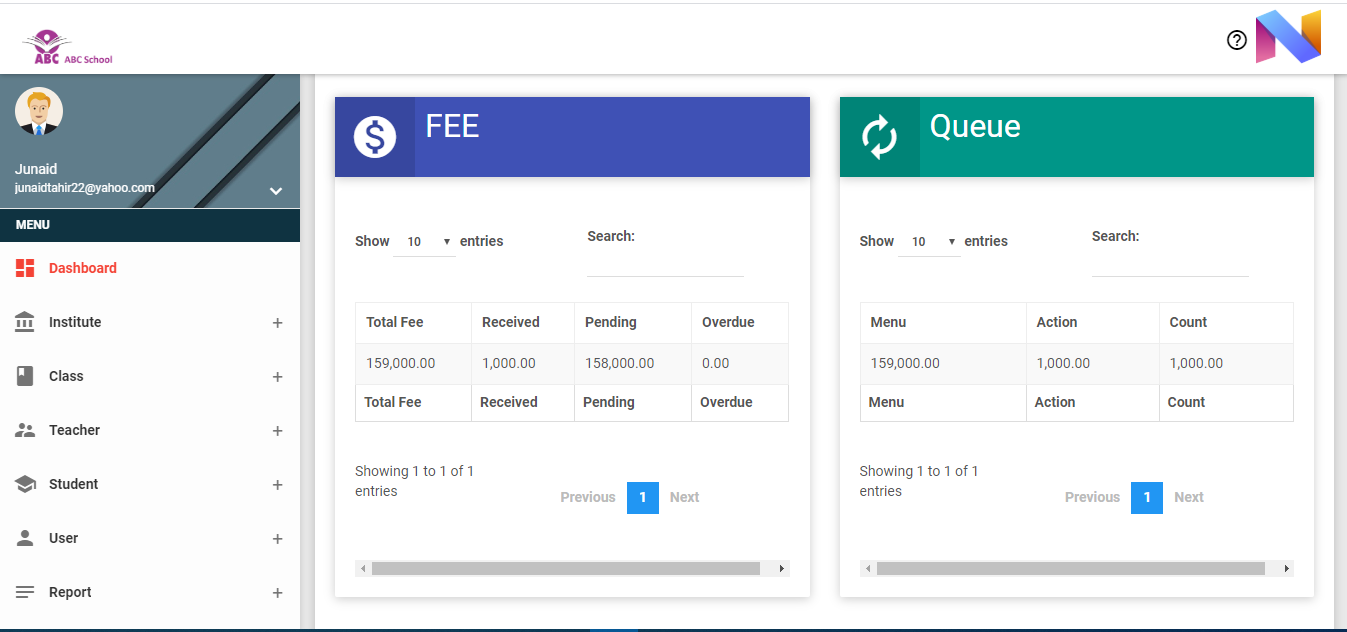 ABC ABC School
Junaid
junaidtahir22@yahoo.com
MENU
Dashboard
Institute +
Class +
Teacher +
Student +
User +
Report +
FEE
Show 10 entries
Search:
Total Fee Received Pending Overdue
159,000.00 1,000.00 158,000.00 0.00
Total Fee Received Pending Overdue
Showing 1 to 1 of 1
entries
Previous 1 Next
Queue
Show 10 entries
Search:
Menu Action Count
159,000.00 1,000.00 1,000.00
Menu Action Count
Showing 1 to 1 of 1
entries
Previous 1 Next